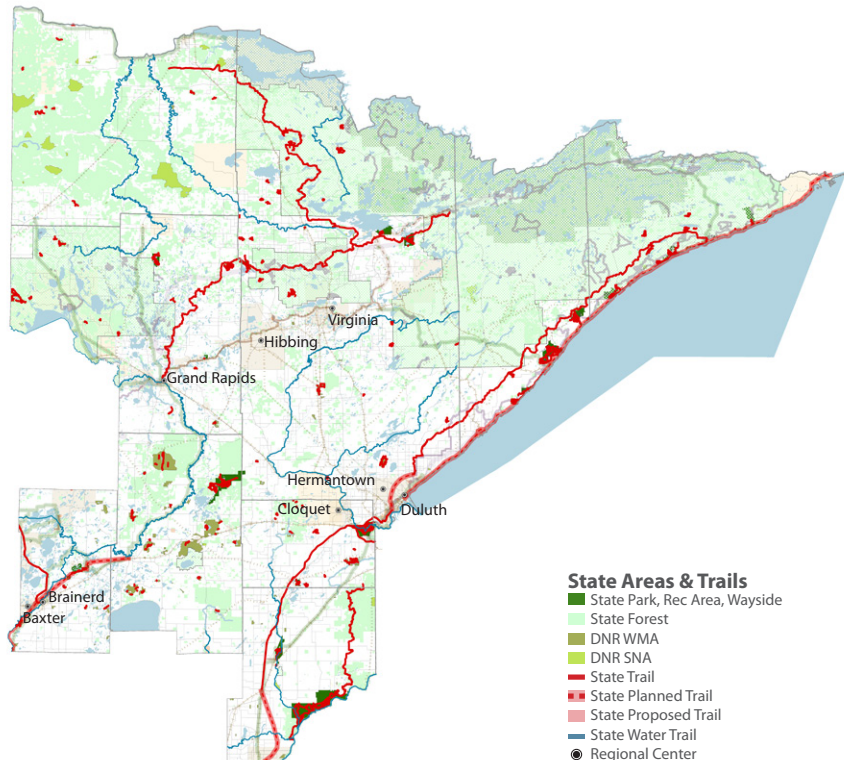 Virginia
Hibbing
Grand Rapids
Hermantown
Cloquet
Duluth
Brainerd
Baxter
State Areas & Trails
State Park, Rec Area, Wayside
State Forest
DNR WMA
DNR SNA
State Trail
State Planned Trail
State Proposed Trail
State Water Trail
Regional Center